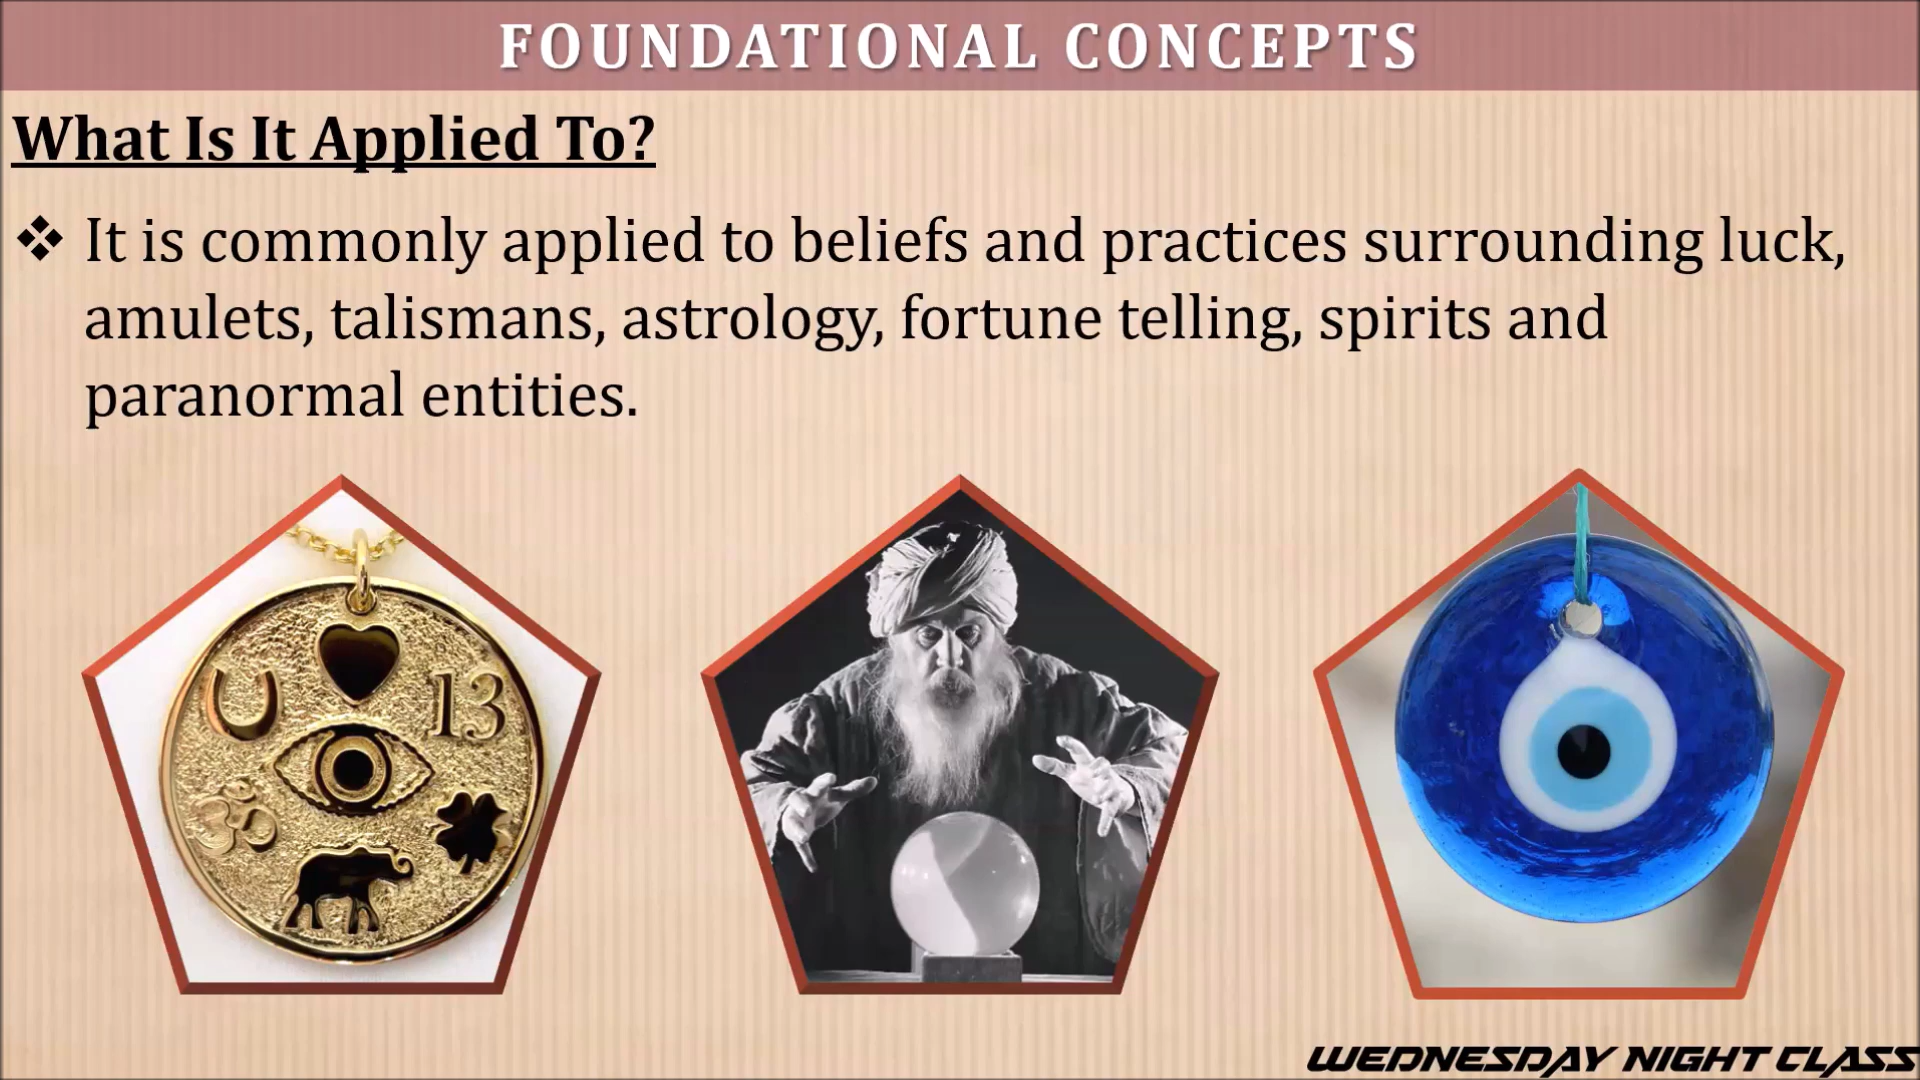 FOUNDATIONAL CONCEPTS
What Is It Applied To?
❖ It is commonly applied to beliefs and practices surrounding luck,
amulets, talismans, astrology, fortune telling, spirits and
paranormal entities.
13
WEDNESDAY NIGHT CLASS